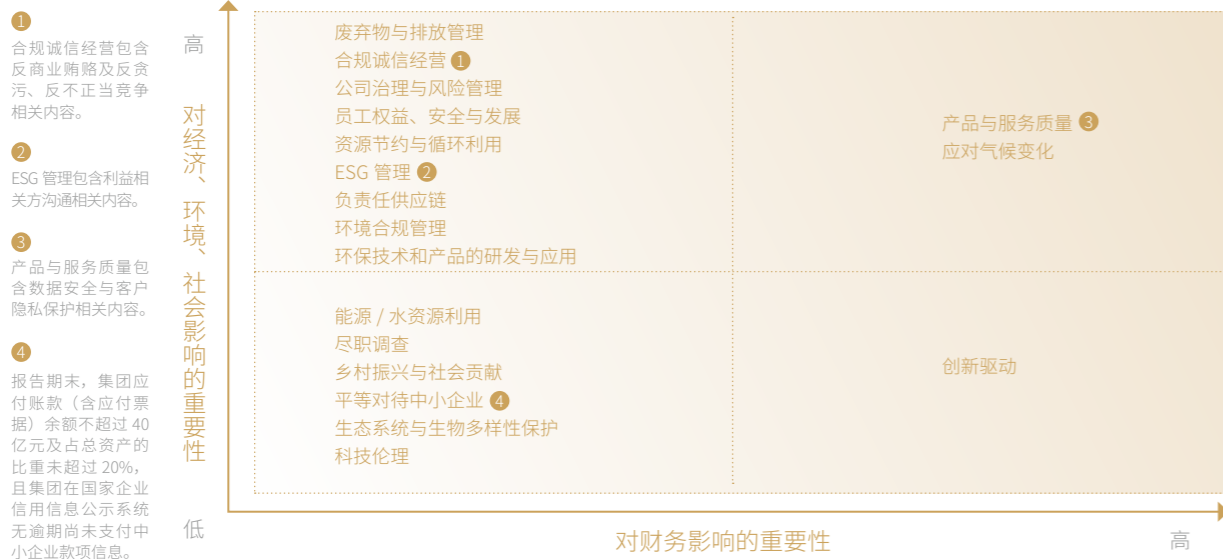 ❶
合规诚信经营包含
反商业贿赂及反贪
污、反不正当竞争
相关内容。
❷
ESG 管理包含利益相
关方沟通相关内容。
❸
产品与服务质量包
含数据安全与客户
隐私保护相关内容。
❹
报告期末，集团应
付账款（含应付票
据）余额不超过 40
亿元及占总资产的
比重未超过 20%，
且集团在国家企业
信用信息公示系统
无逾期尚未支付中
小企业款项信息。
高
对经济、环境、社会影响的重要性
低
废弃物与排放管理
合规诚信经营 ❶
公司治理与风险管理
员工权益、安全与发展
资源节约与循环利用
ESG 管理 ❷
负责任供应链
环境合规管理
环保技术和产品的研发与应用
产品与服务质量 ❸
应对气候变化
能源 / 水资源利用
尽职调查
乡村振兴与社会贡献
平等对待中小企业 ❹
生态系统与生物多样性保护
科技伦理
创新驱动
对财务影响的重要性
高